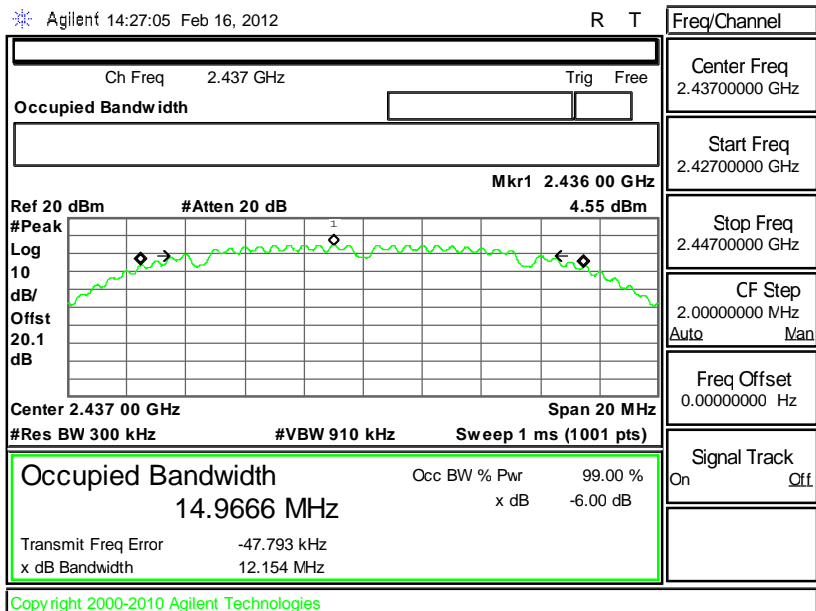 Agilent 14:27:05 Feb 16, 2012 R T
Freq/Channel
Ch Freq 2.437 GHz Trig Free
Occupied Bandwidth
Center Freq
2.43700000 GHz
Start Freq
2.42700000 GHz
Stop Freq
2.44700000 GHz
CF Step
2.00000000 MHz
Auto Man
Freq Offset
0.00000000 Hz
Signal Track
On Off
Mkr1 2.436 00 GHz
Ref 20 dBm #Atten 20 dB 4.55 dBm
#Peak
Log
10
dB/
Offst
20.1
dB
1
Center 2.437 00 GHz Span 20 MHz
#Res BW 300 kHz #VBW 910 kHz Sweep 1 ms (1001 pts)
Occupied Bandwidth
14.9666 MHz
Occ BW % Pwr 99.00 %
x dB -6.00 dB
Transmit Freq Error -47.793 kHz
x dB Bandwidth 12.154 MHz
Copyright 2000-2010 Agilent Technologies